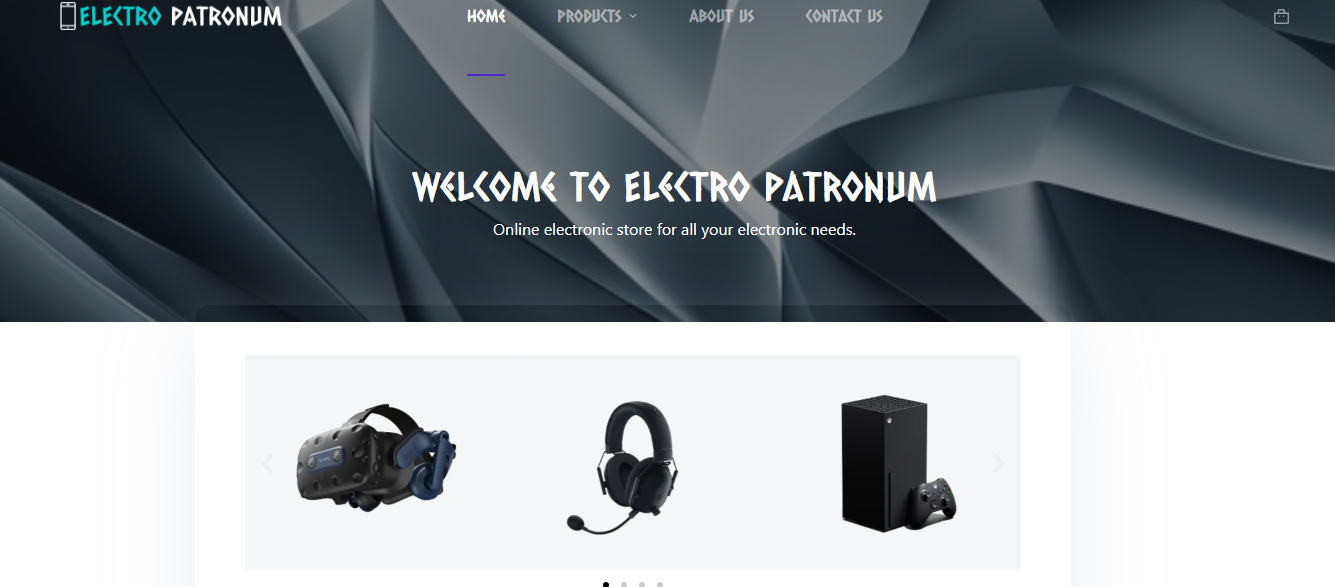 ELECTRO PATRONUM
HOME
PRODUCTS
ABOUT US
CONTACT US
WELCOME TO ELECTRO PATRONUM
Online electronic store for all your electronic needs.
VIVE